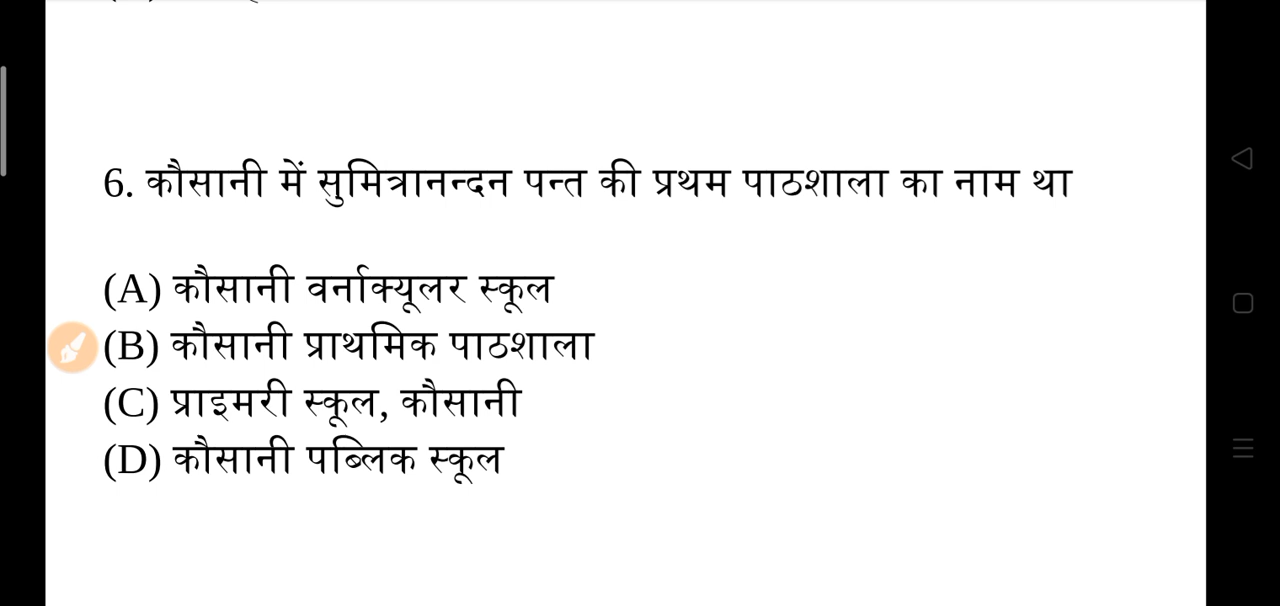 6. कौसानी में सुमित्रानन्दन पन्त की प्रथम पाठशाला का नाम था
(A) कौसानी वर्नाक्यूलर स्कूल
(B) कौसानी प्राथमिक पाठशाला
(C) प्राइमरी स्कूल, कौसानी
(D) कौसानी पब्लिक स्कूल